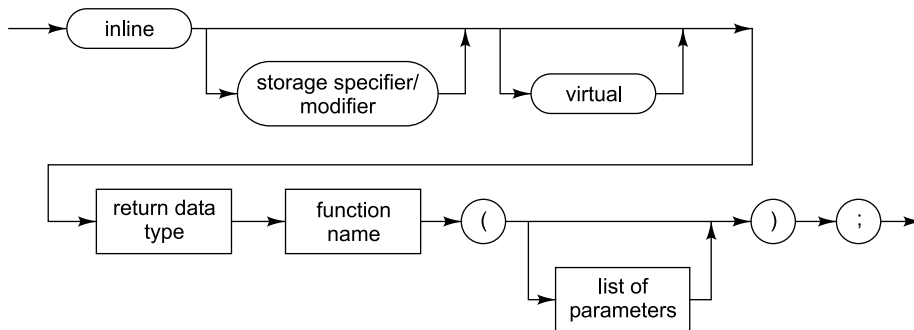 inline
storage specifier/
modifier
virtual
return data
type
function
name
(
list of
parameters
)
;